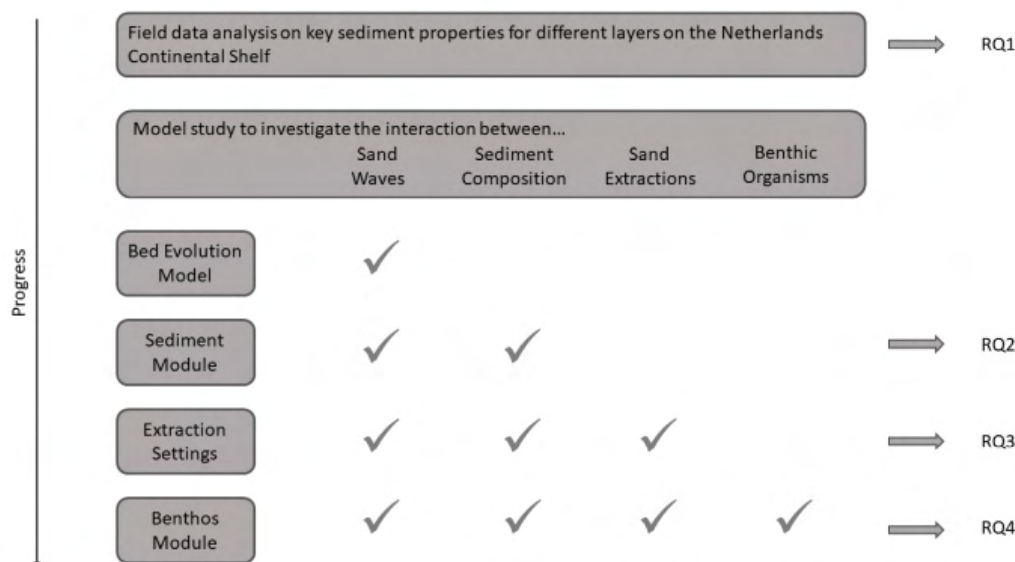 Field data analysis on key sediment properties for different layers on the Netherlands
Continental Shelf
RQ1
Model study to investigate the interaction between...
Sand
Waves
Sediment
Composition
Sand
Extractions
Benthic
Organisms
Progress
Bed Evolution
Model
Sediment
Module
RQ2
Extraction
Settings
RQ3
Benthos
Module
RQ4